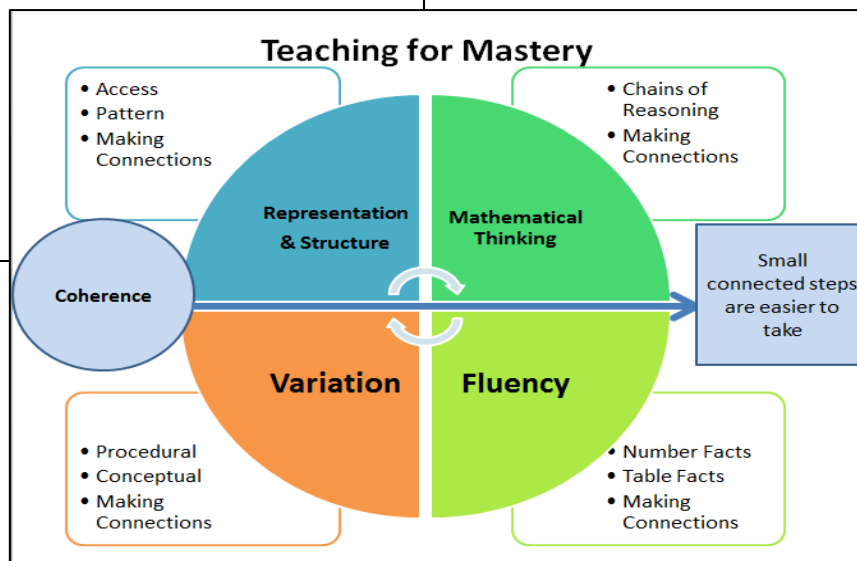 Teaching for Mastery
• Access
• Pattern
• Making
Connections
• Chains of
Reasoning
• Making
Connections
Representation
& Structure
Mathematical
Thinking
Coherence
Small
connected steps
are easier to
take
Variation
Fluency
• Procedural
• Conceptual
• Making
Connections
• Number Facts
• Table Facts
• Making
Connections